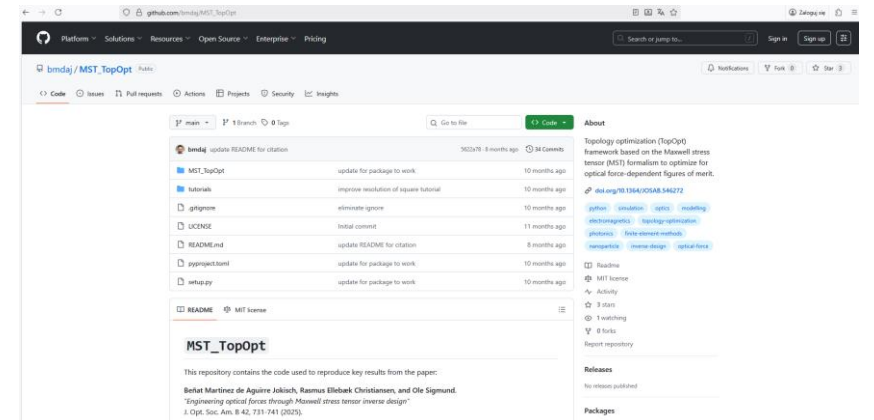 github.com/bmdaj/MST_TopOpt
Zaloguj się
Platform Solutions Resources Open Source Enterprise Pricing
Search or jump to...
Sign in Sign up
bmdaj / MST_TopOpt Public
Notifications Fork 0 Star 3
Code Issues Pull requests Actions Projects Security Insights
main 1 Branch 0 Tags
Go to file
Code
bmdaj update README for citation 5622a78 · 8 months ago 34 Commits
MST_TopOpt update for package to work 10 months ago
tutorials improve resolution of square tutorial 10 months ago
.gitignore eliminate ignore 10 months ago
LICENSE Initial commit 11 months ago
README.md update README for citation 8 months ago
pyproject.toml update for package to work 10 months ago
setup.py update for package to work 10 months ago
README MIT license
MST_TopOpt
This repository contains the code used to reproduce key results from the paper:
Beñat Martinez de Aguirre Jokisch, Rasmus Ellebæk Christiansen, and Ole Sigmund.
"Engineering optical forces through Maxwell stress tensor inverse design"
J. Opt. Soc. Am. B 42, 731-741 (2025).
About
Topology optimization (TopOpt)
framework based on the Maxwell stress
tensor (MST) formalism to optimize for
optical force-dependent figures of merit.
doi.org/10.1364/JOSAB.546272
python simulation optics modelling
electromagnetics topology-optimization
photonics finite-element-methods
nanoparticle inverse-design optical-force
Readme
MIT license
Activity
3 stars
1 watching
0 forks
Report repository
Releases
No releases published
Packages